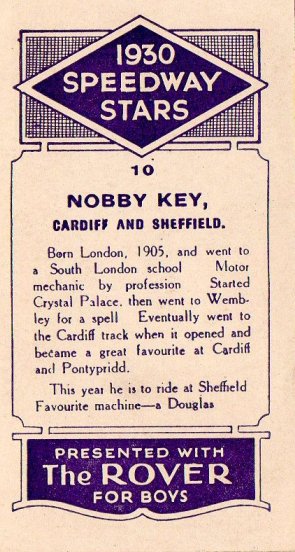 1930
SPEEDWAY
STARS
10
NOBBY KEY,
CARDIFF AND SHEFFIELD.
Born London, 1905, and went to
a South London school Motor
mechanic by profession Started
Crystal Palace, then went to Wemb-
ley for a spell Eventually went to
the Cardiff track when it opened and
became a great favourite at Cardiff
and Pontypridd.
This year he is to ride at Sheffield
Favourite machine—a Douglas
PRESENTED WITH
The ROVER
FOR BOYS